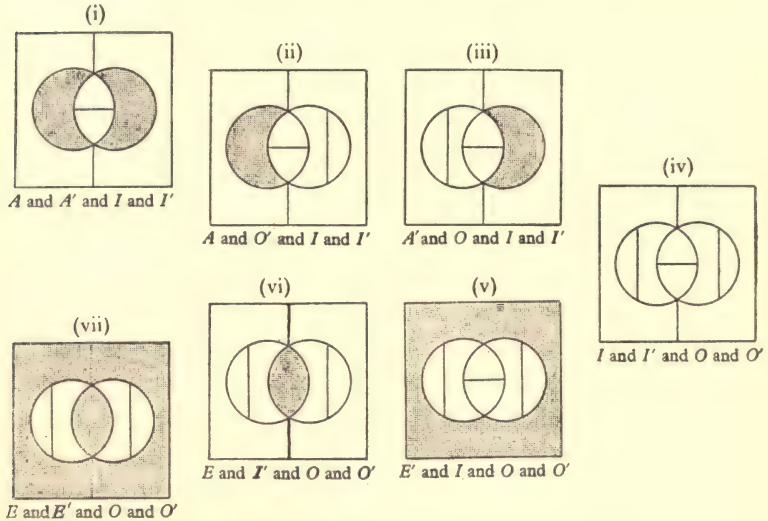 (i)
(ii)
(iii)
(iv)
A and A' and I and I'
A and O' and I and I'
A' and O and I and I'
I and I' and O and O'
(vii)
(vi)
(v)
E and E' and O and O'
E and I' and O and O'
E' and I and O and O'